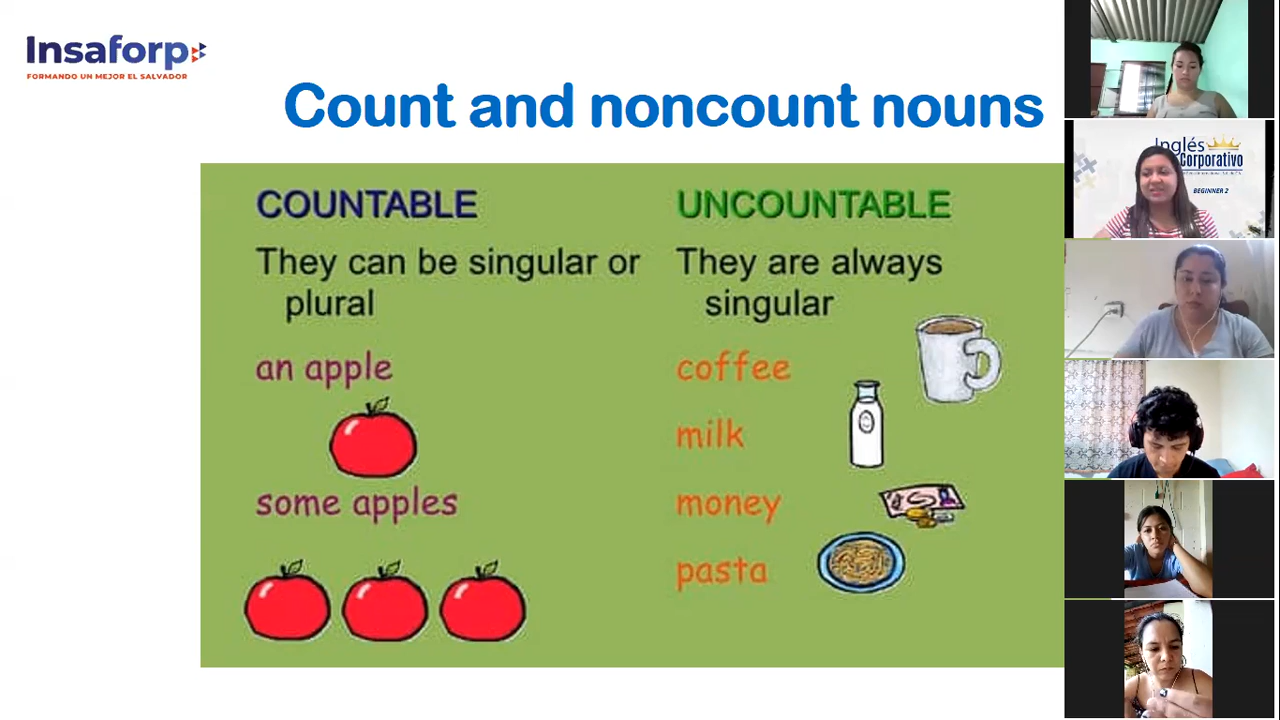 Insaforp
FORMANDO UN MEJOR EL SALVADOR
Count and noncount nouns
COUNTABLE
They can be singular or
plural
an apple
some apples
UNCOUNTABLE
They are always
singular
coffee
milk
money
pasta
Inglés
Corporativo
BEGINNER 2